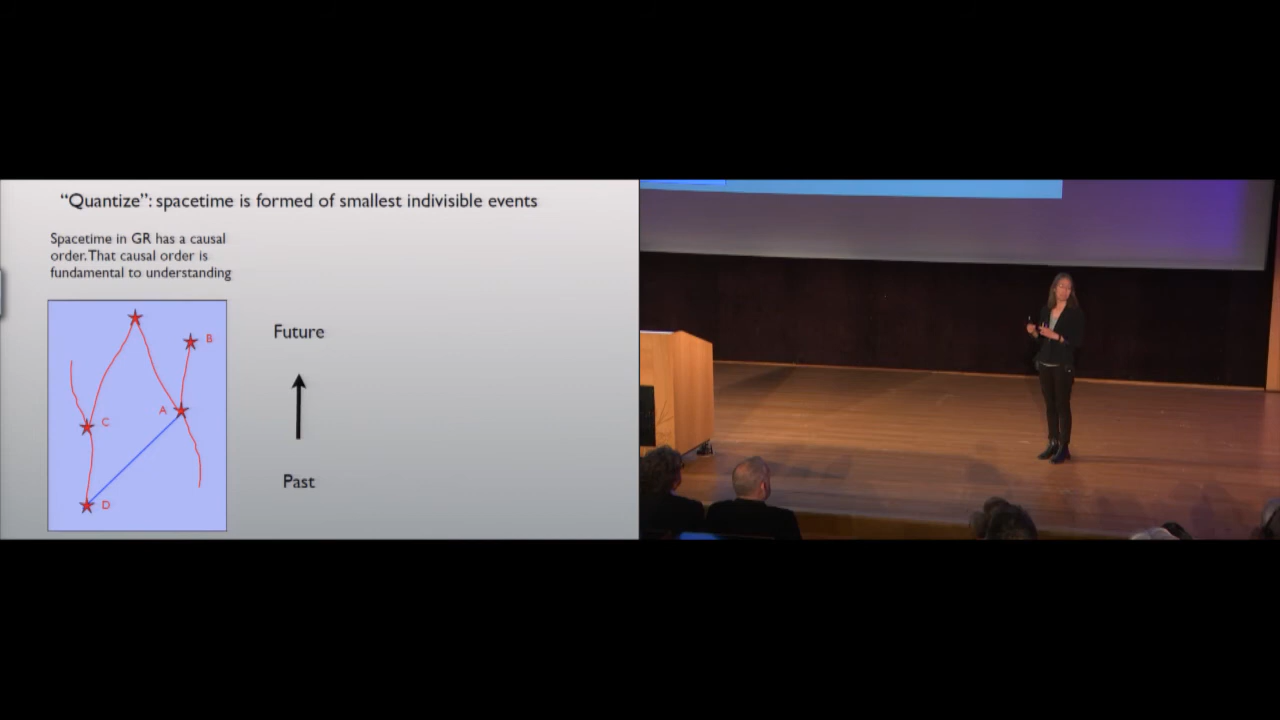 “Quantize”: spacetime is formed of smallest indivisible events
Spacetime in GR has a causal
order. That causal order is
fundamental to understanding
Future
B
A
C
Past
D